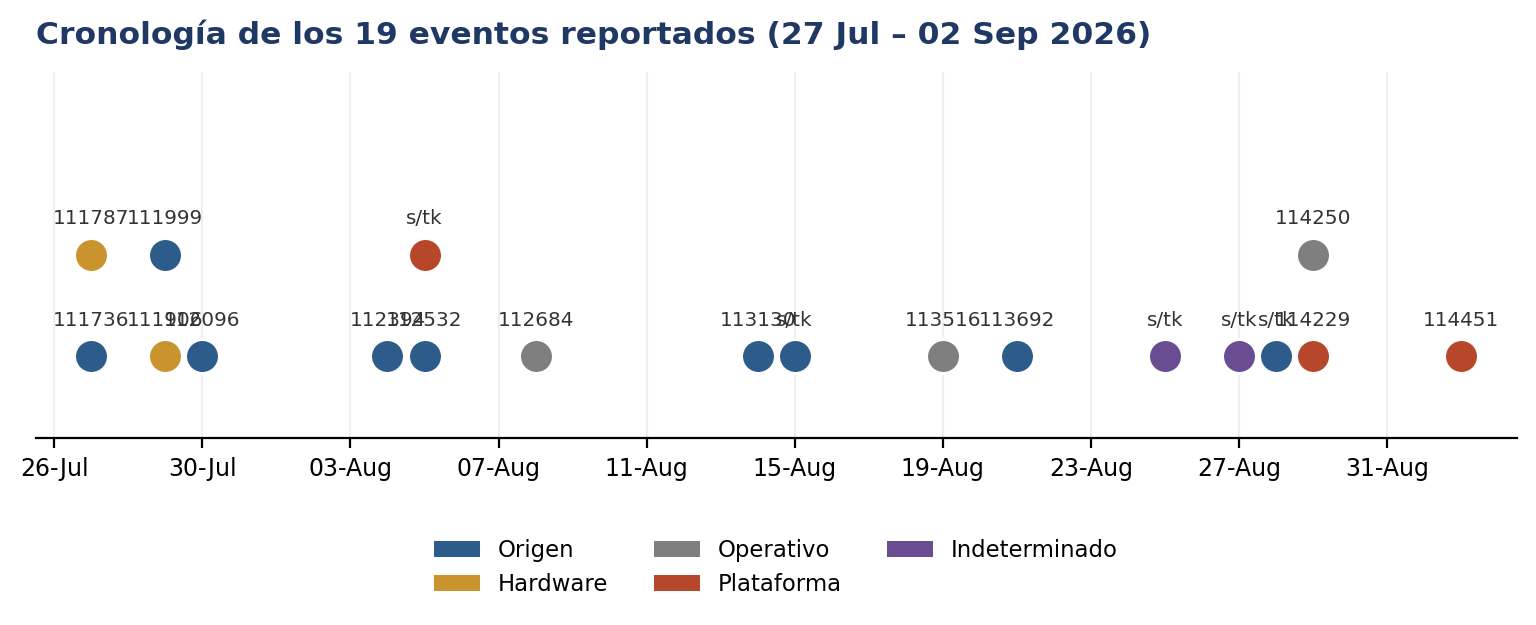 Cronología de los 19 eventos reportados (27 Jul – 02 Sep 2026)
111787 111999 s/tk 114250
111736 111906 112096 112394 112532 112684 113130 s/tk 113516 113692 s/tk s/tk s/tk 114229 114451
26-Jul 30-Jul 03-Aug 07-Aug 11-Aug 15-Aug 19-Aug 23-Aug 27-Aug 31-Aug
Origen Operativo Indeterminado
Hardware Plataforma